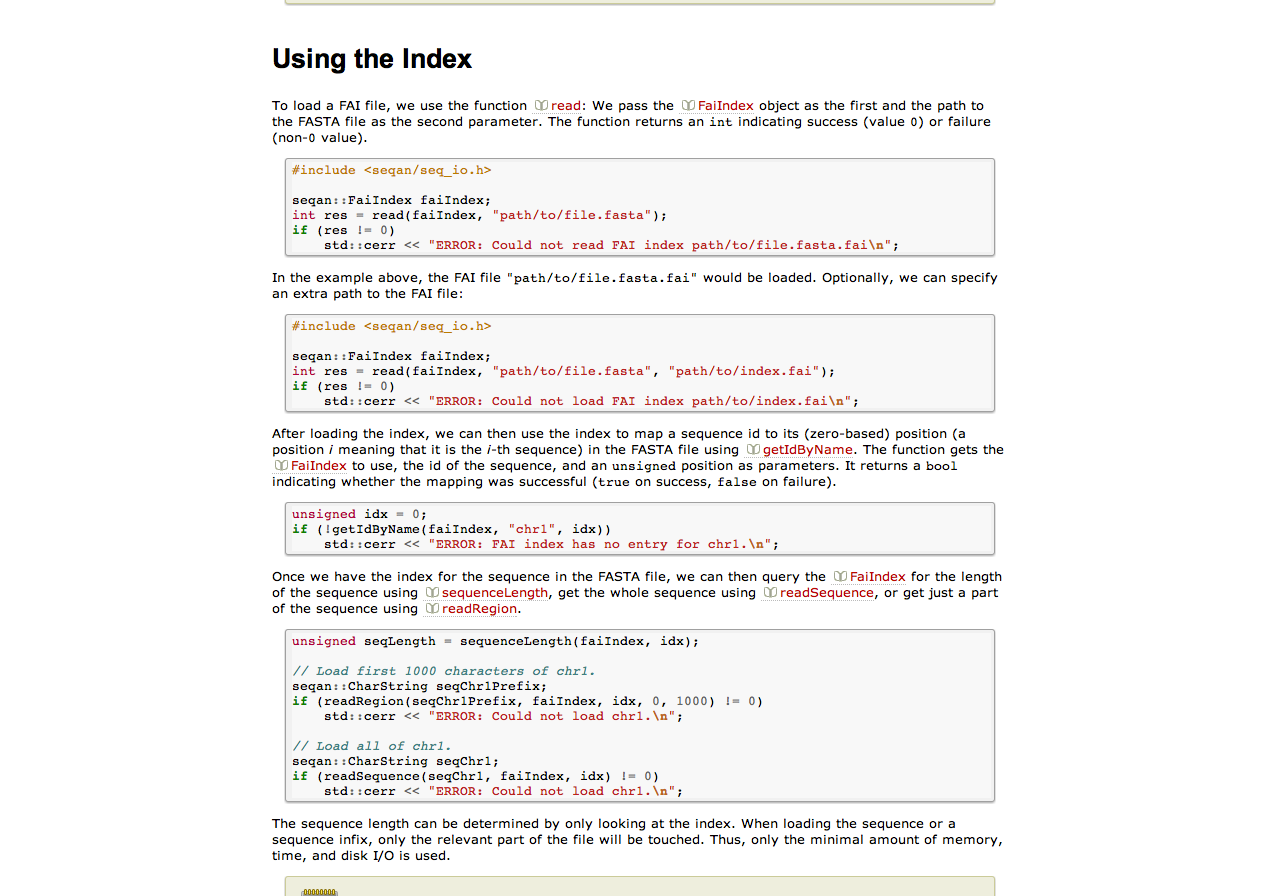 Using the Index
To load a FAI file, we use the function read: We pass the FaiIndex object as the first and the path to
the FASTA file as the second parameter. The function returns an int indicating success (value 0) or failure
(non-0 value).
#include <seqan/seq_io.h>
seqan::FaiIndex faiIndex;
int res = read(faiIndex, "path/to/file.fasta");
if (res != 0)
    std::cerr << "ERROR: Could not read FAI index path/to/file.fasta.fai\n";
In the example above, the FAI file "path/to/file.fasta.fai" would be loaded. Optionally, we can specify
an extra path to the FAI file:
#include <seqan/seq_io.h>
seqan::FaiIndex faiIndex;
int res = read(faiIndex, "path/to/file.fasta", "path/to/index.fai");
if (res != 0)
    std::cerr << "ERROR: Could not load FAI index path/to/index.fai\n";
After loading the index, we can then use the index to map a sequence id to its (zero-based) position (a
position i meaning that it is the i-th sequence) in the FASTA file using getIdByName. The function gets the
FaiIndex to use, the id of the sequence, and an unsigned position as parameters. It returns a bool
indicating whether the mapping was successful (true on success, false on failure).
unsigned idx = 0;
if (!getIdByName(faiIndex, "chr1", idx))
    std::cerr << "ERROR: FAI index has no entry for chr1.\n";
Once we have the index for the sequence in the FASTA file, we can then query the FaiIndex for the length
of the sequence using sequenceLength, get the whole sequence using readSequence, or get just a part
of the sequence using readRegion.
unsigned seqLength = sequenceLength(faiIndex, idx);
// Load first 1000 characters of chr1.
seqan::CharString seqChr1Prefix;
if (readRegion(seqChr1Prefix, faiIndex, idx, 0, 1000) != 0)
    std::cerr << "ERROR: Could not load chr1.\n";
// Load all of chr1.
seqan::CharString seqChr1;
if (readSequence(seqChr1, faiIndex, idx) != 0)
    std::cerr << "ERROR: Could not load chr1.\n";
The sequence length can be determined by only looking at the index. When loading the sequence or a
sequence infix, only the relevant part of the file will be touched. Thus, only the minimal amount of memory,
time, and disk I/O is used.